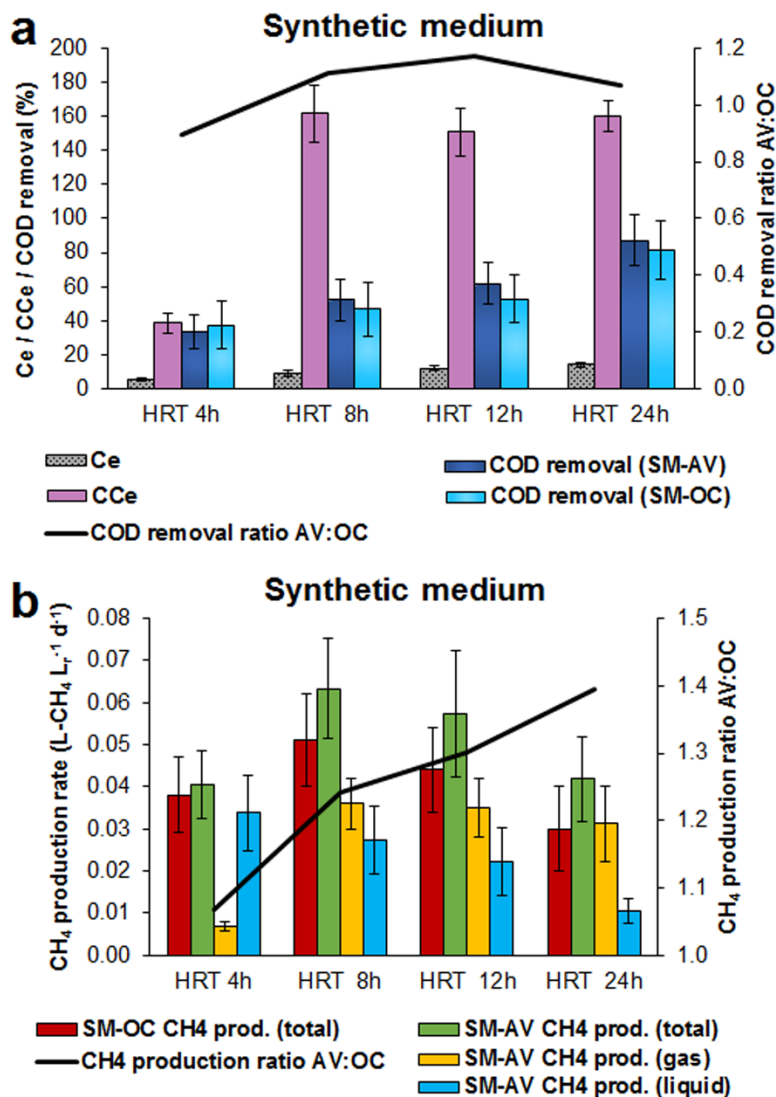 a
Synthetic medium
Ce / CCe / COD removal (%)
200
180
160
140
120
100
80
60
40
20
0
COD removal ratio AV:OC
1.2
1.0
0.8
0.6
0.4
0.2
0.0
HRT 4h HRT 8h HRT 12h HRT 24h
Ce COD removal (SM-AV)
CCe COD removal (SM-OC)
COD removal ratio AV:OC
b
Synthetic medium
CH₄ production rate (L-CH₄ Lᵣ⁻¹ d⁻¹)
0.08
0.07
0.06
0.05
0.04
0.03
0.02
0.01
0.00
CH₄ production ratio AV:OC
1.5
1.4
1.3
1.2
1.1
1.0
HRT 4h HRT 8h HRT 12h HRT 24h
SM-OC CH4 prod. (total) SM-AV CH4 prod. (total)
CH4 production ratio AV:OC SM-AV CH4 prod. (gas)
SM-AV CH4 prod. (liquid)